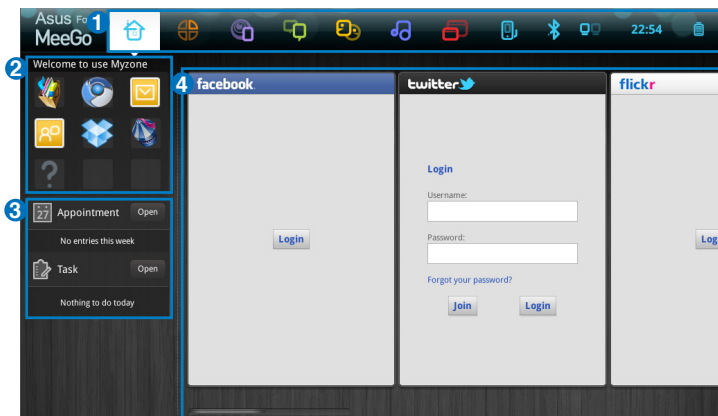 Asus For
MeeGo
1
22:54
2
Welcome to use Myzone
3
27
Appointment
Open
No entries this week
Task
Open
Nothing to do today
4
facebook.
Login
twitter
Login
Username:
Password:
Forgot your password?
Join
Login
flickr
Log